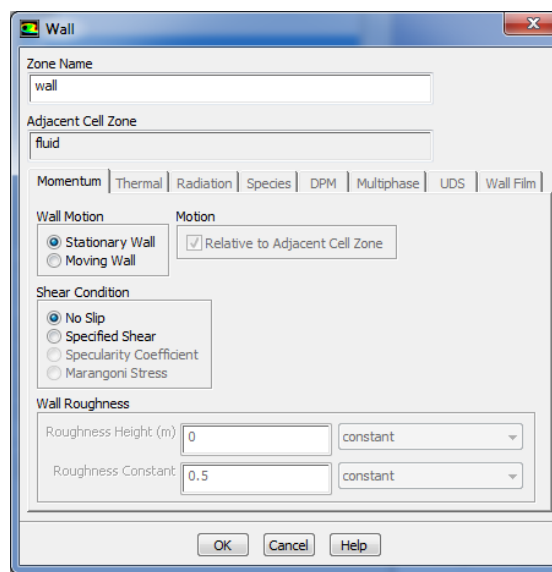 Wall
Zone Name
wall
Adjacent Cell Zone
fluid
Momentum Thermal Radiation Species DPM Multiphase UDS Wall Film
Wall Motion Motion
Stationary Wall Relative to Adjacent Cell Zone
Moving Wall
Shear Condition
No Slip
Specified Shear
Specularity Coefficient
Marangoni Stress
Wall Roughness
Roughness Height (m) 0 constant
Roughness Constant 0.5 constant
OK Cancel Help